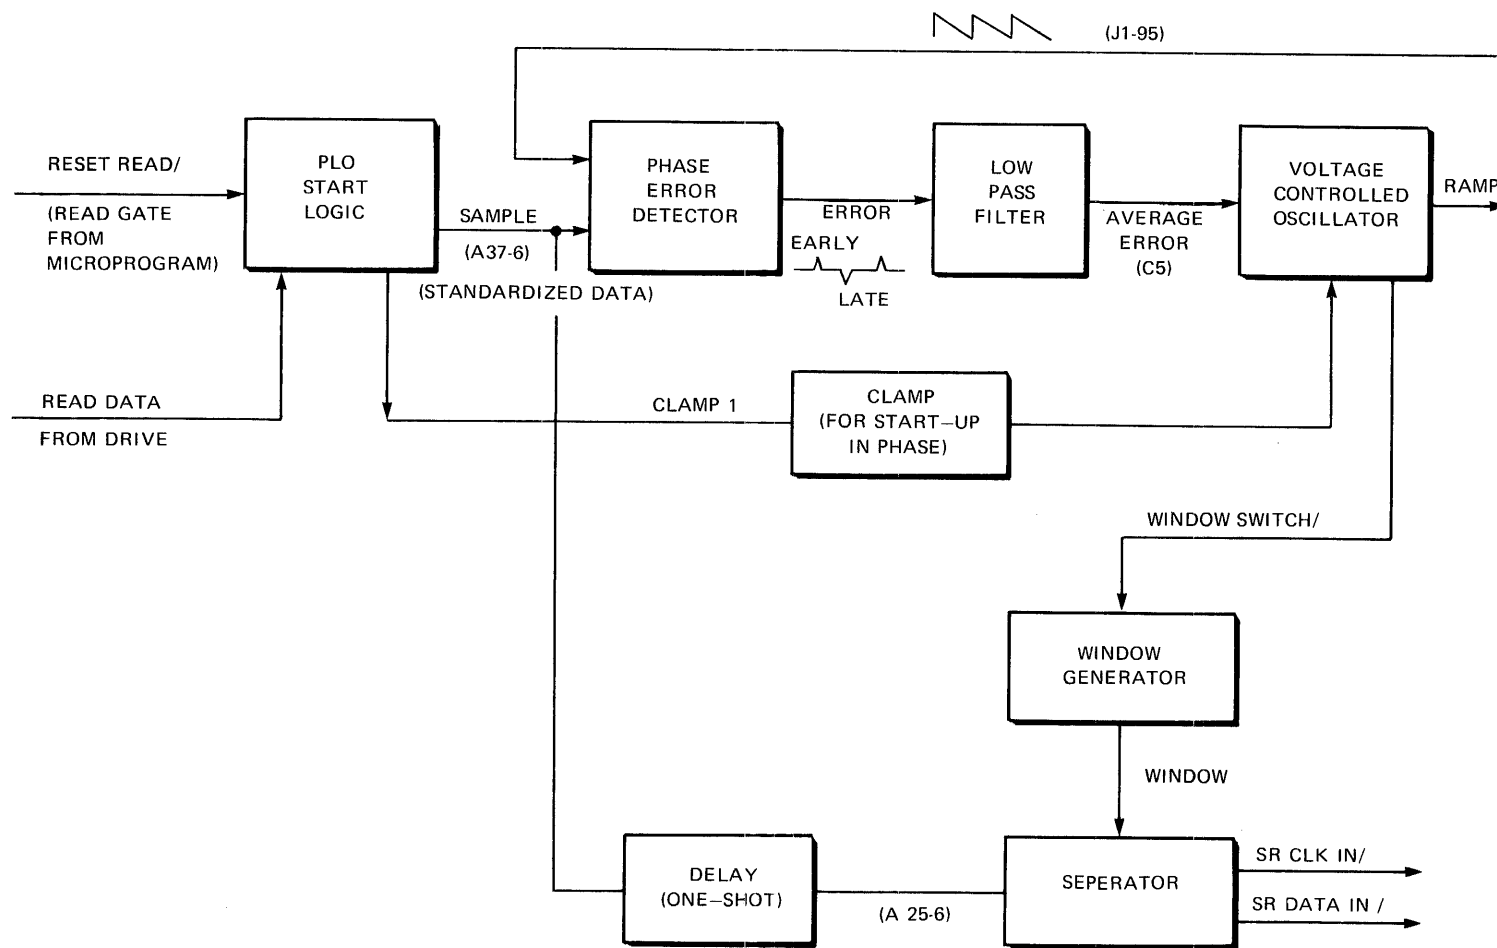 (J1-95)
RESET READ/
(READ GATE
FROM
MICROPROGRAM)
PLO
START
LOGIC
SAMPLE
(A37-6)
(STANDARDIZED DATA)
PHASE
ERROR
DETECTOR
ERROR
EARLY
LATE
LOW
PASS
FILTER
AVERAGE
ERROR
(C5)
VOLTAGE
CONTROLLED
OSCILLATOR
RAMP
READ DATA
FROM DRIVE
CLAMP 1
CLAMP
(FOR START-UP
IN PHASE)
WINDOW SWITCH/
WINDOW
GENERATOR
WINDOW
DELAY
(ONE-SHOT)
(A 25-6)
SEPERATOR
SR CLK IN/
SR DATA IN /